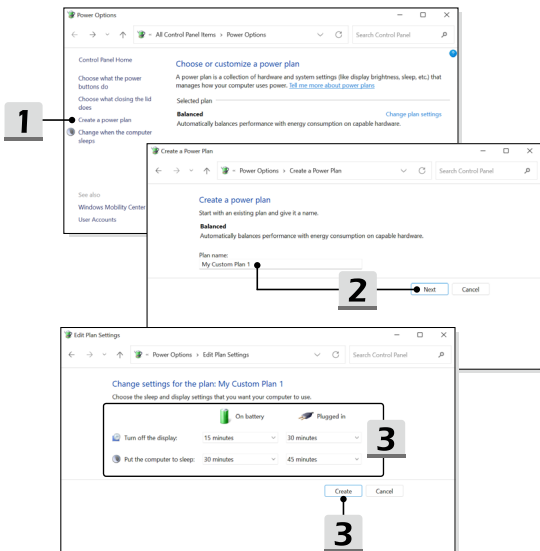 Power Options
All Control Panel Items > Power Options
Search Control Panel
Control Panel Home
Choose what the power
buttons do
Choose what closing the lid
does
Create a power plan
Change when the computer
sleeps
See also
Windows Mobility Center
User Accounts
Choose or customize a power plan
A power plan is a collection of hardware and system settings (like display brightness, sleep, etc.) that
manages how your computer uses power. Tell me more about power plans
Selected plan
Balanced
Change plan settings
Automatically balances performance with energy consumption on capable hardware.
1
Create a Power Plan
Power Options > Create a Power Plan
Search Control Panel
Create a power plan
Start with an existing plan and give it a name.
Balanced
Automatically balances performance with energy consumption on capable hardware.
Plan name:
My Custom Plan 1
2
Next
Cancel
Edit Plan Settings
Power Options > Edit Plan Settings
Search Control Panel
Change settings for the plan: My Custom Plan 1
Choose the sleep and display settings that you want your computer to use.
On battery
Plugged in
Turn off the display: 15 minutes 30 minutes
Put the computer to sleep: 30 minutes 45 minutes
3
Create
Cancel
3